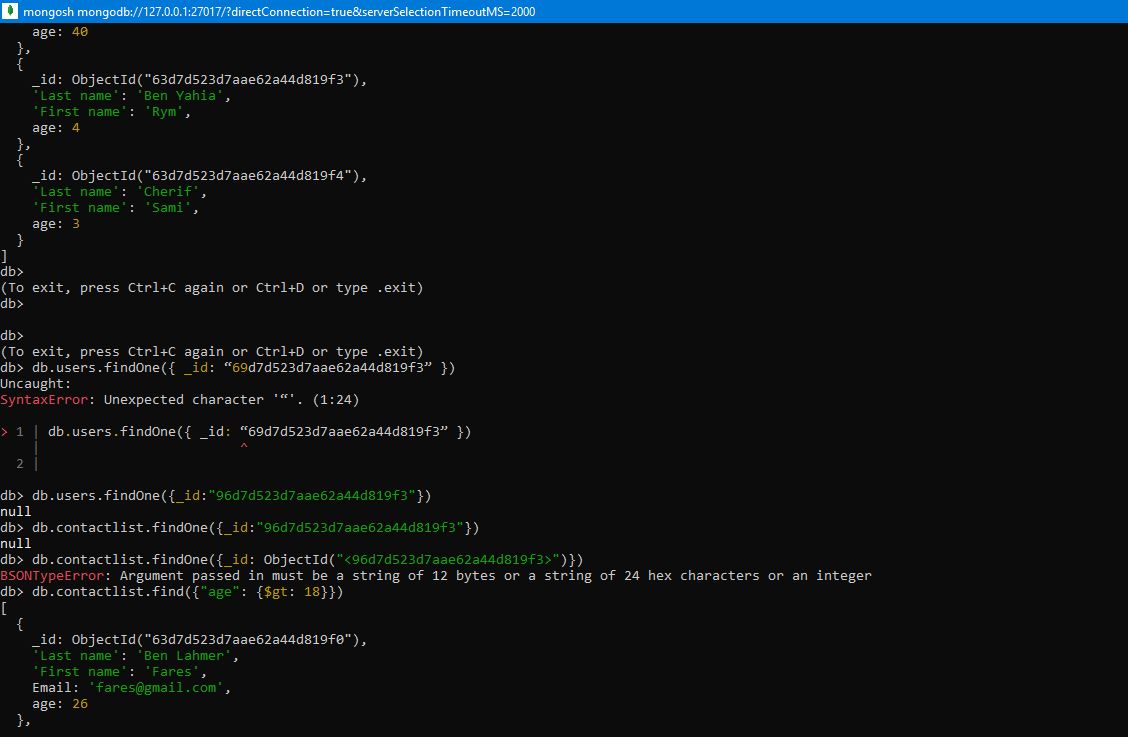 mongosh mongodb://127.0.0.1:27017/?directConnection=true&serverSelectionTimeoutMS=2000
    age: 40
  },
  {
    _id: ObjectId("63d7d523d7aae62a44d819f3"),
    'Last name': 'Ben Yahia',
    'First name': 'Rym',
    age: 4
  },
  {
    _id: ObjectId("63d7d523d7aae62a44d819f4"),
    'Last name': 'Cherif',
    'First name': 'Sami',
    age: 3
  }
]
db>
(To exit, press Ctrl+C again or Ctrl+D or type .exit)
db>
db>
(To exit, press Ctrl+C again or Ctrl+D or type .exit)
db> db.users.findOne({ _id: “69d7d523d7aae62a44d819f3” })
Uncaught:
SyntaxError: Unexpected character '“'. (1:24)
> 1 | db.users.findOne({ _id: “69d7d523d7aae62a44d819f3” })
    |                         ^
  2 |
db> db.users.findOne({_id:"96d7d523d7aae62a44d819f3"})
null
db> db.contactlist.findOne({_id:"96d7d523d7aae62a44d819f3"})
null
db> db.contactlist.findOne({_id: ObjectId("<96d7d523d7aae62a44d819f3>")})
BSONTypeError: Argument passed in must be a string of 12 bytes or a string of 24 hex characters or an integer
db> db.contactlist.find({"age": {$gt: 18}})
[
  {
    _id: ObjectId("63d7d523d7aae62a44d819f0"),
    'Last name': 'Ben Lahmer',
    'First name': 'Fares',
    Email: 'fares@gmail.com',
    age: 26
  },